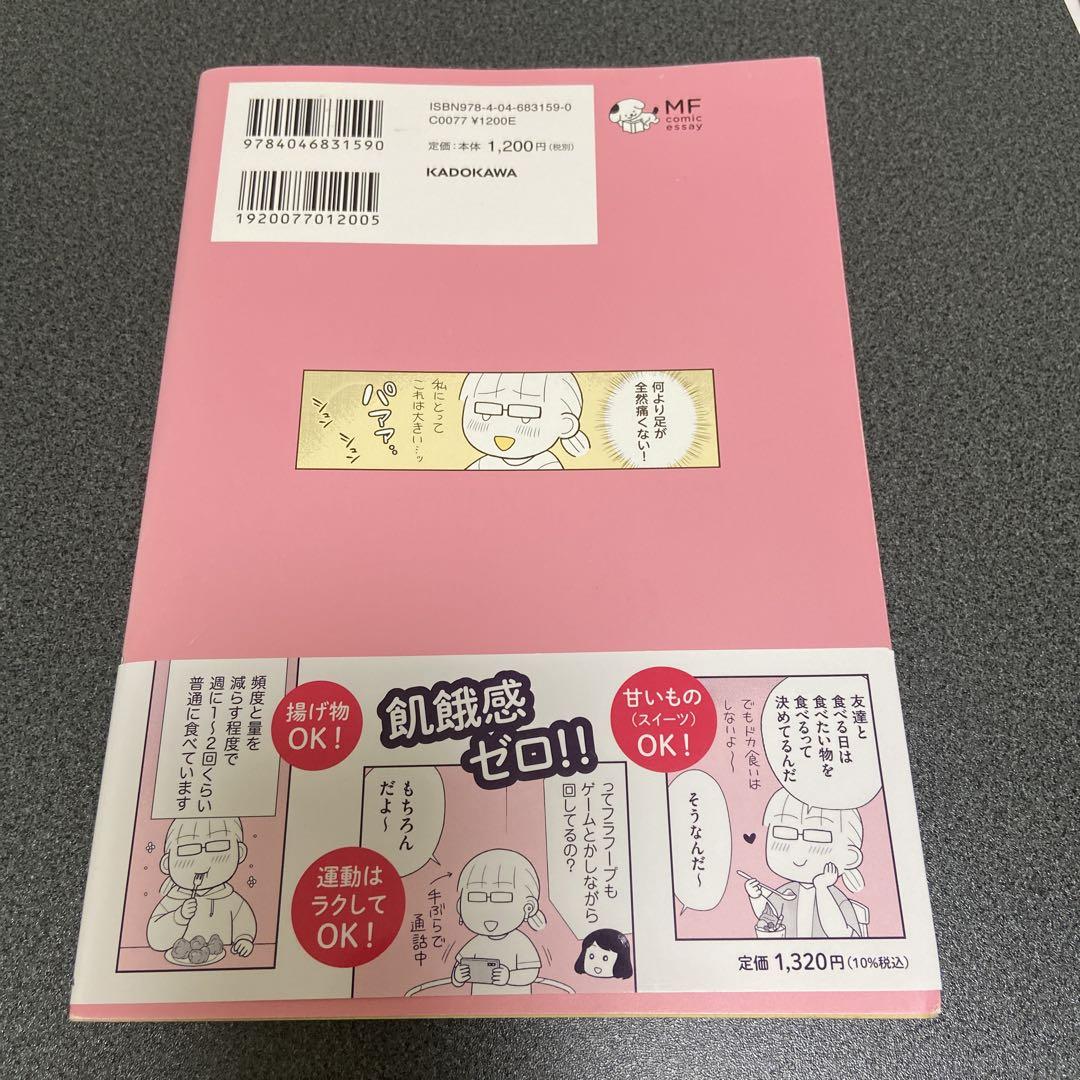 9784046831590
1920077012005
ISBN978-4-04-683159-0
C0077 ¥1200E
定価:本体 1,200円(税別)
KADOKAWA
MF
comic
essay
何より足が
全然痛くない!
私にとって
これは大きい…ッ
パアァ。
シュン
シュン
友達と
食べる日は
食べたい物を
食べるって
決めてるんだ
でもドカ食いは
しないよ〜
そうなんだ〜
甘いもの
(スイーツ)
OK!
飢餓感
ゼロ!!
ってフラフープも
ゲームとかしながら
回してるの?
もちろん
だよ〜
手ぶらで
通話中
運動は
ラクして
OK!
揚げ物
OK!
頻度と量を
減らす程度で
週に1〜2回くらい
普通に食べています
定価 1,320円(10%税込)